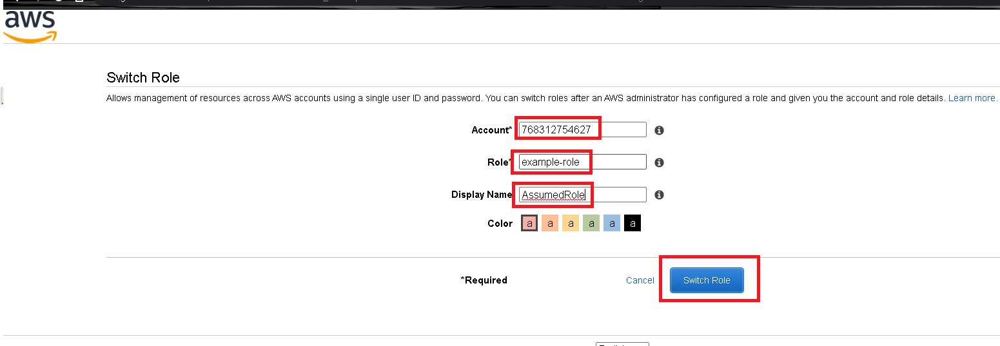 aws
Switch Role
Allows management of resources across AWS accounts using a single user ID and password. You can switch roles after an AWS administrator has configured a role and given you the account and role details. Learn more.
Account* 768312754627
Role* example-role
Display Name AssumedRole
Color a a a a a a
*Required Cancel Switch Role